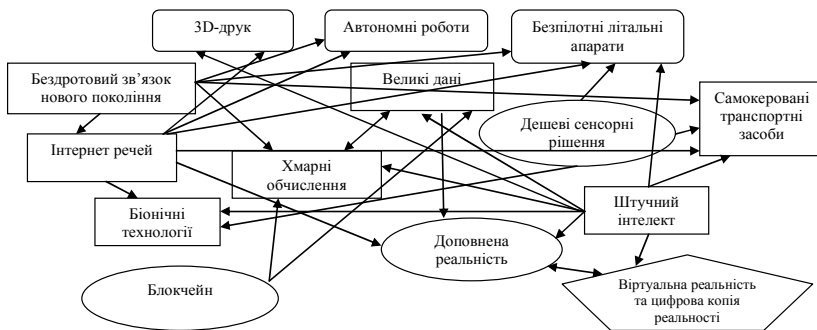 3D-друк
Автономні роботи
Безпілотні літальні
апарати
Бездротовий зв’язок
нового покоління
Великі дані
Самокеровані
транспортні
засоби
Дешеві сенсорні
рішення
Інтернет речей
Хмарні
обчислення
Біонічні
технології
Штучний
інтелект
Доповнена
реальність
Блокчейн
Віртуальна реальність
та цифрова копія
реальності